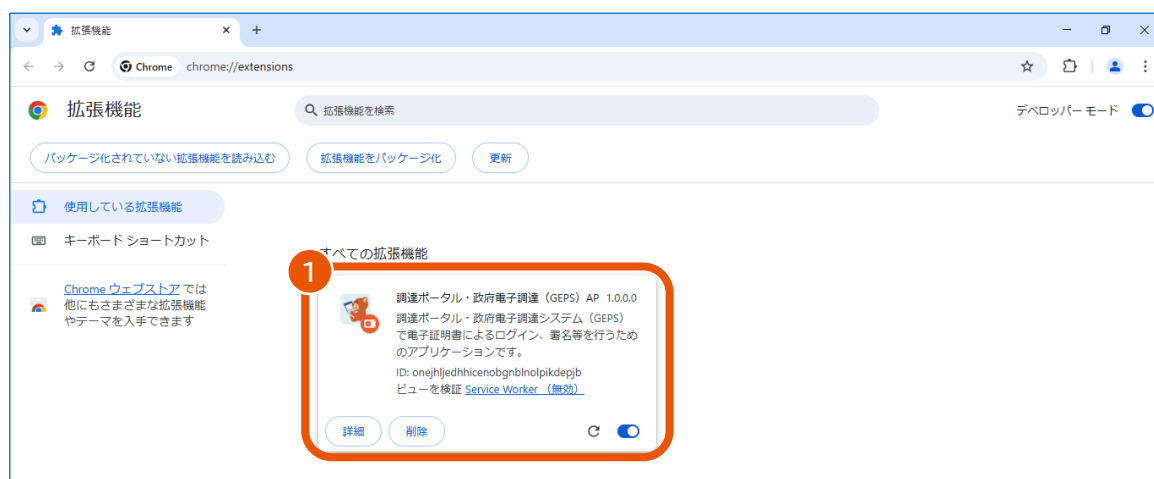 拡張機能
Chrome chrome://extensions
拡張機能
拡張機能を検索
デベロッパー モード
パッケージ化されていない拡張機能を読み込む
拡張機能をパッケージ化
更新
使用している拡張機能
キーボード ショートカット
Chrome ウェブストア では
他にもさまざまな拡張機能
やテーマを入手できます
すべての拡張機能
1
調達ポータル・政府電子調達（GEPS）AP 1.0.0.0
調達ポータル・政府電子調達システム（GEPS）
で電子証明書によるログイン、署名等を行うため
のアプリケーションです。
ID: onejhljedhhicenobgnblnolpikdepjb
ビューを検証 Service Worker （無効）
詳細
削除